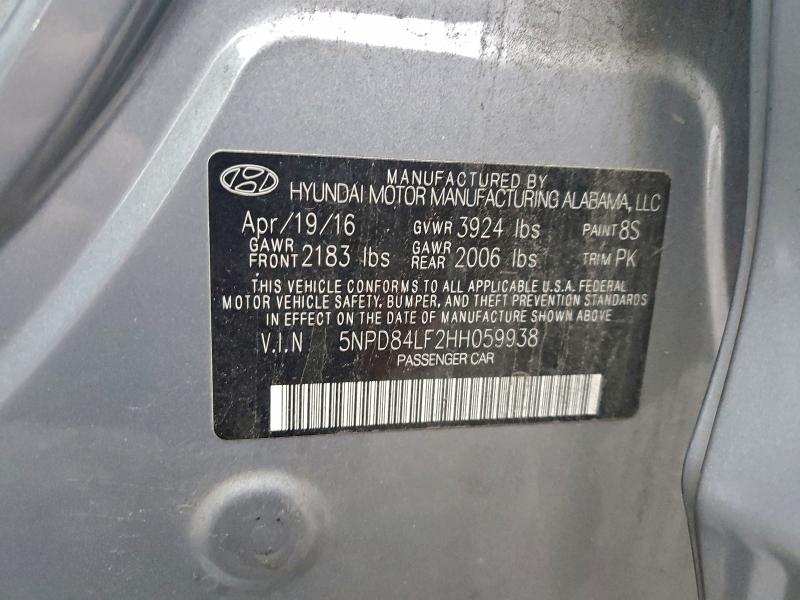 MANUFACTURED BY
HYUNDAI MOTOR MANUFACTURING ALABAMA, LLC
Apr/19/16 GVWR 3924 lbs PAINT 8S
GAWR FRONT 2183 lbs GAWR REAR 2006 lbs TRIM PK
THIS VEHICLE CONFORMS TO ALL APPLICABLE U.S.A. FEDERAL
MOTOR VEHICLE SAFETY, BUMPER, AND THEFT PREVENTION STANDARDS
IN EFFECT ON THE DATE OF MANUFACTURE SHOWN ABOVE.
V.I.N 5NPD84LF2HH059938
PASSENGER CAR